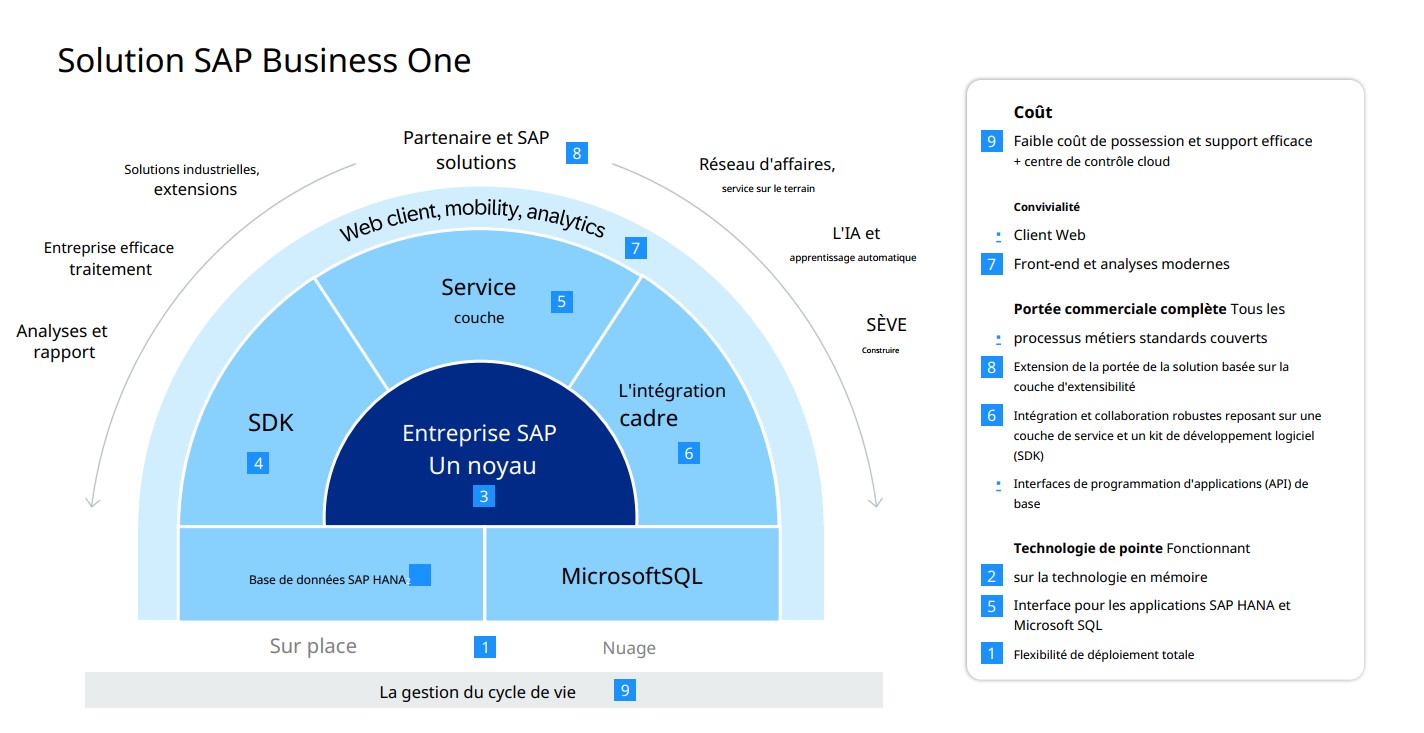 Solution SAP Business One
Partenaire et SAP
solutions
8
Solutions industrielles,
extensions
Réseau d'affaires,
service sur le terrain
Web client, mobility, analytics
7
Entreprise efficace
traitement
L'IA et
apprentissage automatique
Service
couche
5
Analyses et
rapport
SÈVE
Construire
SDK
4
L'intégration
cadre
6
Entreprise SAP
Un noyau
3
Base de données SAP HANA
MicrosoftSQL
Sur place
1
Nuage
La gestion du cycle de vie
9
Coût
9 Faible coût de possession et support efficace
+ centre de contrôle cloud
Convivialité
Client Web
7 Front-end et analyses modernes
Portée commerciale complète Tous les
processus métiers standards couverts
8 Extension de la portée de la solution basée sur la
couche d'extensibilité
6 Intégration et collaboration robustes reposant sur une
couche de service et un kit de développement logiciel
(SDK)
Interfaces de programmation d'applications (API) de
base
Technologie de pointe Fonctionnant
2 sur la technologie en mémoire
5 Interface pour les applications SAP HANA et
Microsoft SQL
1 Flexibilité de déploiement totale